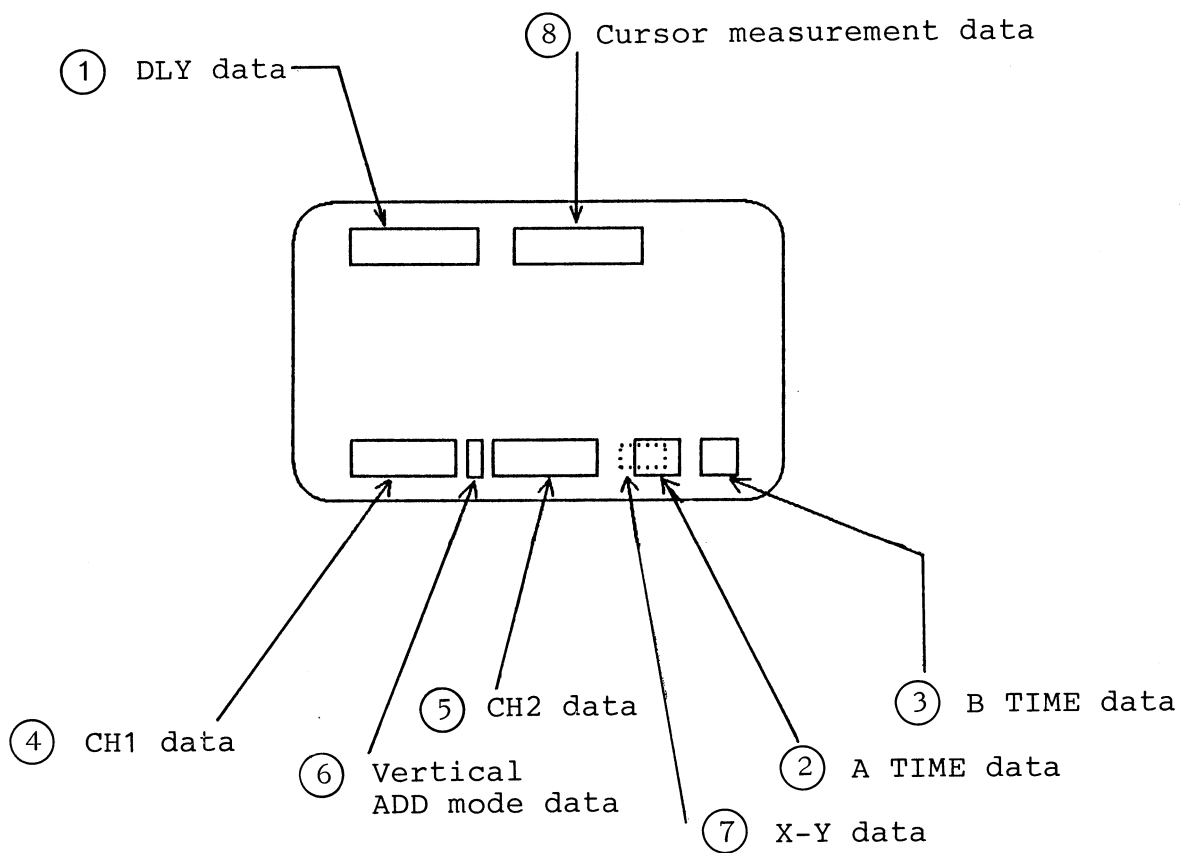 ⑧ Cursor measurement data
① DLY data
③ B TIME data
⑤ CH2 data
④ CH1 data
② A TIME data
⑥ Vertical
ADD mode data
⑦ X-Y data